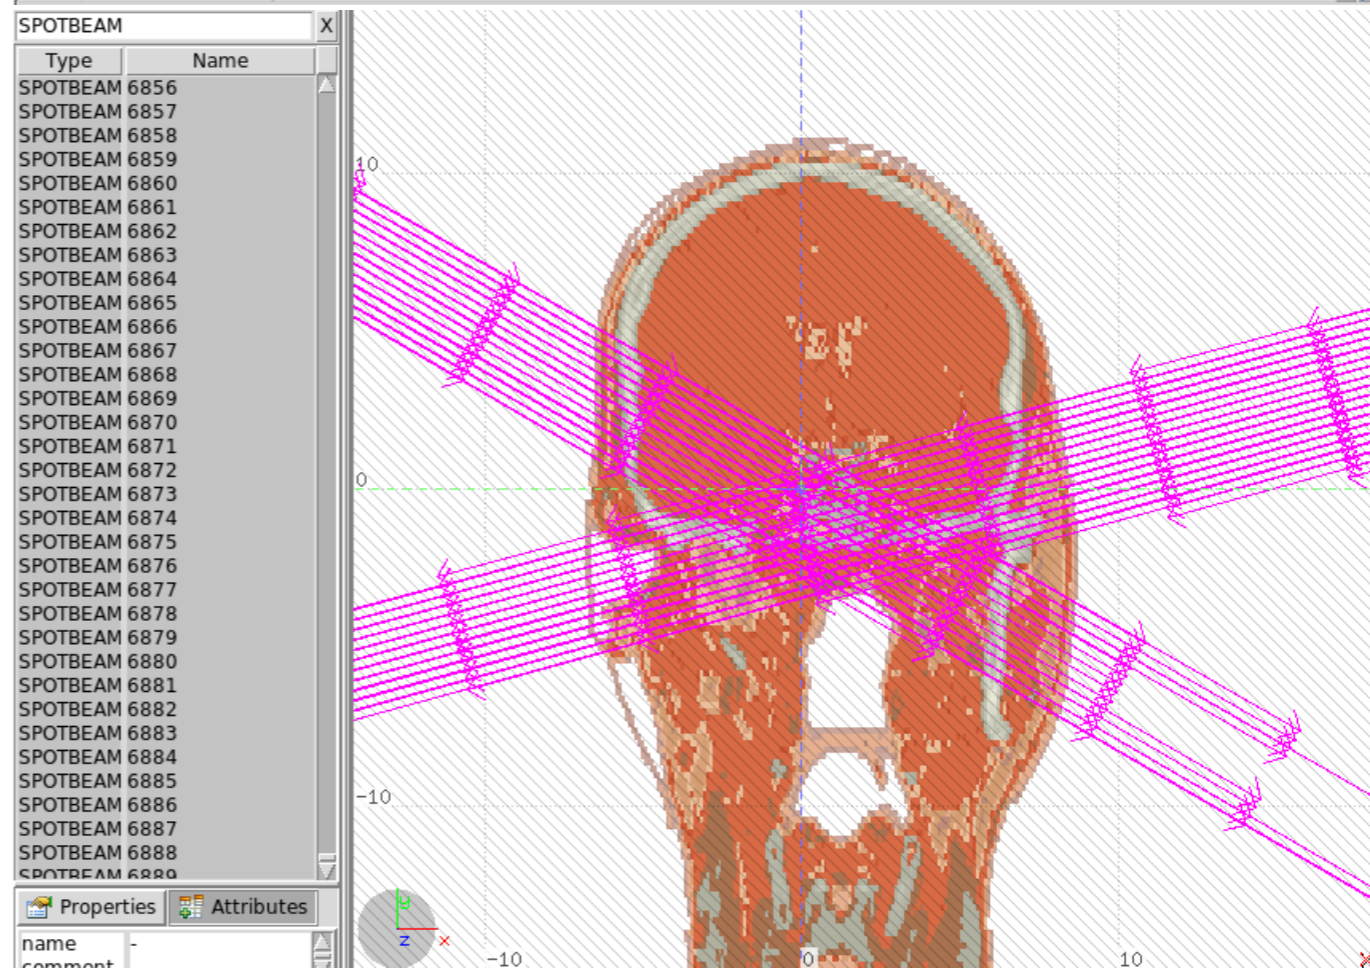 SPOTBEAM X
Type Name
SPOTBEAM 6856
SPOTBEAM 6857
SPOTBEAM 6858
SPOTBEAM 6859
SPOTBEAM 6860
SPOTBEAM 6861
SPOTBEAM 6862
SPOTBEAM 6863
SPOTBEAM 6864
SPOTBEAM 6865
SPOTBEAM 6866
SPOTBEAM 6867
SPOTBEAM 6868
SPOTBEAM 6869
SPOTBEAM 6870
SPOTBEAM 6871
SPOTBEAM 6872
SPOTBEAM 6873
SPOTBEAM 6874
SPOTBEAM 6875
SPOTBEAM 6876
SPOTBEAM 6877
SPOTBEAM 6878
SPOTBEAM 6879
SPOTBEAM 6880
SPOTBEAM 6881
SPOTBEAM 6882
SPOTBEAM 6883
SPOTBEAM 6884
SPOTBEAM 6885
SPOTBEAM 6886
SPOTBEAM 6887
SPOTBEAM 6888
SPOTBEAM 6889
Properties Attributes
name -
comment
10
0
-10
y
z x
-10 0 10 x